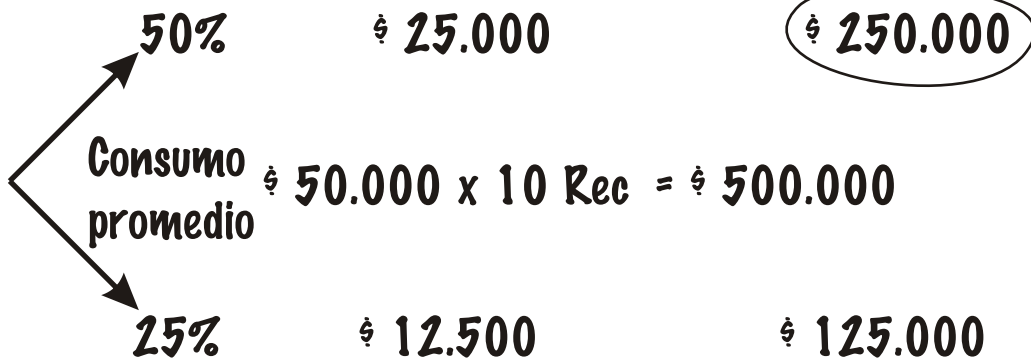 50% $ 25.000 $ 250.000
Consumo
promedio $ 50.000 x 10 Rec = $ 500.000
25% $ 12.500 $ 125.000